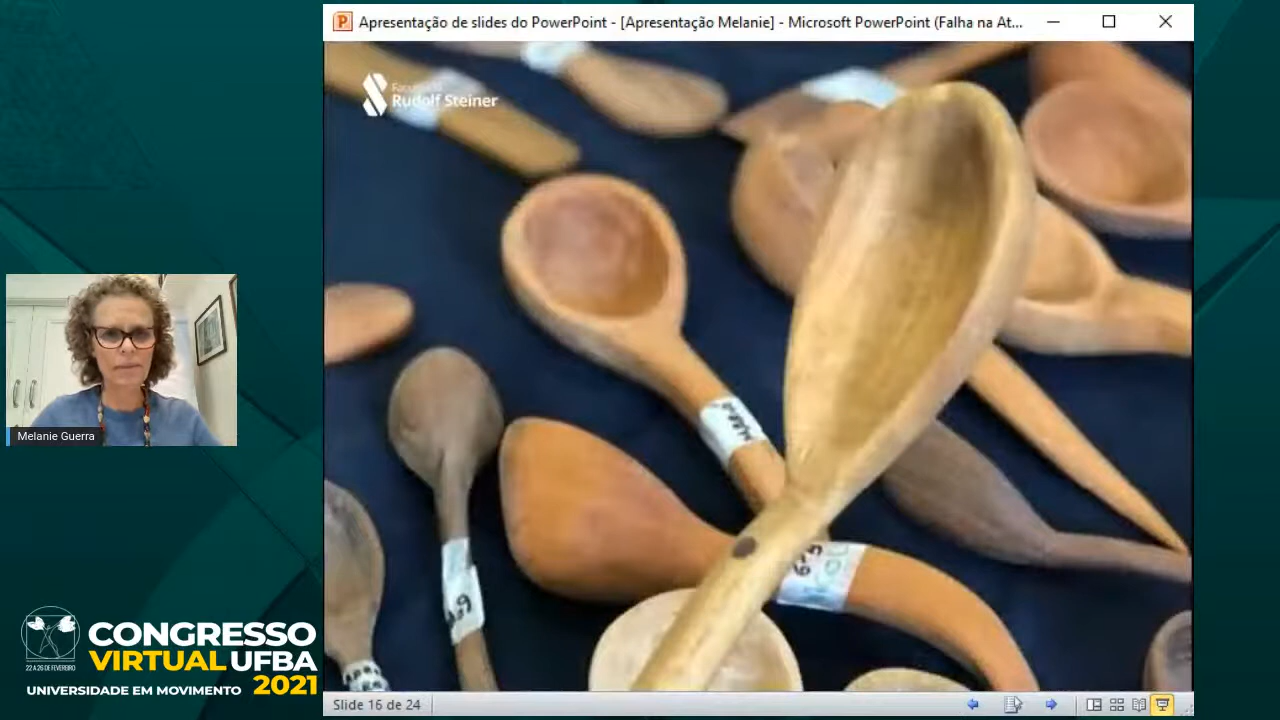 Apresentação de slides do PowerPoint - [Apresentação Melanie] - Microsoft PowerPoint (Falha na At...
Rudolf Steiner
Melanie Guerra
22 A 26 DE FEVEREIRO
CONGRESSO
VIRTUAL UFBA
UNIVERSIDADE EM MOVIMENTO 2021
Slide 16 de 24